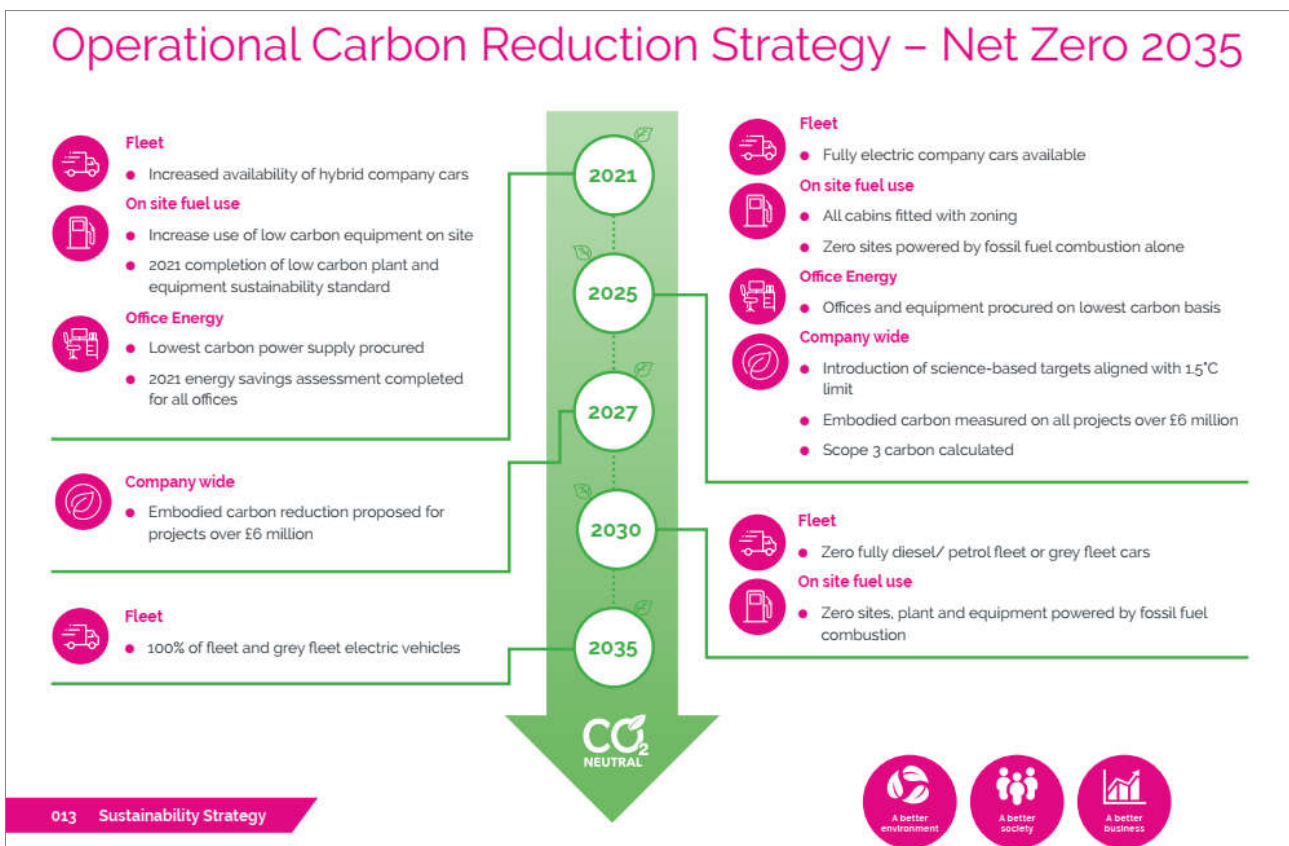 Operational Carbon Reduction Strategy – Net Zero 2035
2021
Fleet
Increased availability of hybrid company cars
On site fuel use
Increase use of low carbon equipment on site
2021 completion of low carbon plant and
equipment sustainability standard
Office Energy
Lowest carbon power supply procured
2021 energy savings assessment completed
for all offices
2025
Fleet
Fully electric company cars available
On site fuel use
All cabins fitted with zoning
Zero sites powered by fossil fuel combustion alone
Office Energy
Offices and equipment procured on lowest carbon basis
Company wide
Introduction of science-based targets aligned with 1.5°C
limit
Embodied carbon measured on all projects over £6 million
Scope 3 carbon calculated
2027
Company wide
Embodied carbon reduction proposed for
projects over £6 million
2030
Fleet
Zero fully diesel/ petrol fleet or grey fleet cars
On site fuel use
Zero sites, plant and equipment powered by fossil fuel
combustion
2035
Fleet
100% of fleet and grey fleet electric vehicles
CO2
NEUTRAL
013 Sustainability Strategy
A better
environment
A better
society
A better
business